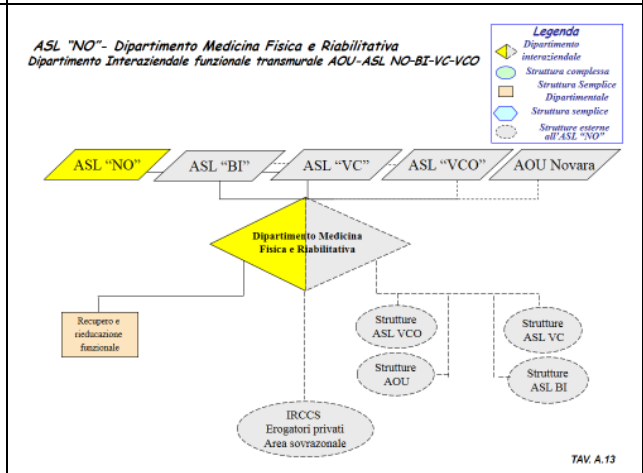 ASL "NO"- Dipartimento Medicina Fisica e Riabilitativa
Dipartimento Interaziendale funzionale transmurale AOU-ASL NO-BI-VC-VCO
Legenda
Dipartimento
interaziendale
Struttura complessa
Struttura Semplice
Dipartimentale
Struttura semplice
Strutture esterne
all'ASL "NO"
ASL "NO"
ASL "BI"
ASL "VC"
ASL "VCO"
AOU Novara
Dipartimento Medicina
Fisica e Riabilitativa
Recupero e
rieducazione
funzionale
Strutture
ASL VCO
Strutture
ASL VC
Strutture
AOU
Strutture
ASL BI
IRCCS
Erogatori privati
Area sovrazonale
TAV. A.13